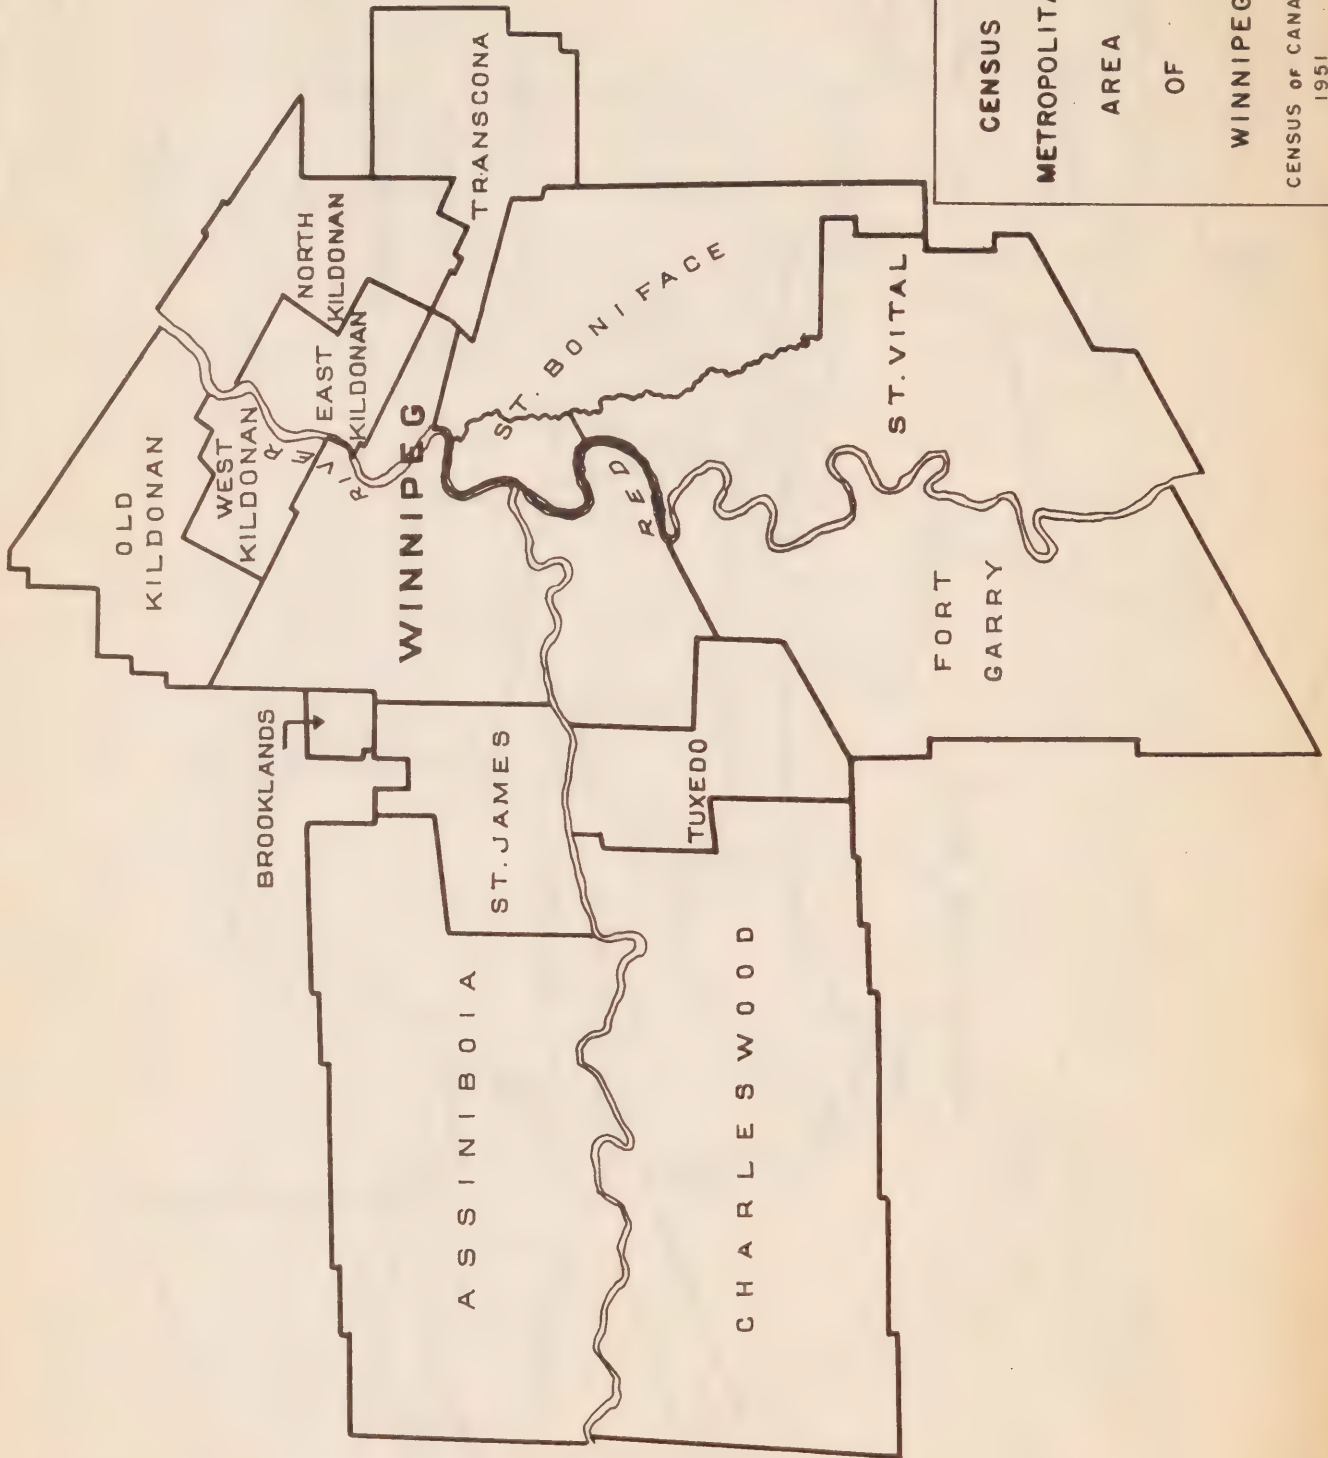 OLD
KILDONAN
WEST
KILDONAN
BROOKLANDS
NORTH
KILDONAN
EAST
KILDONAN
RIVER
WINNIPEG
TRANSCONA
ASSINIBOIA
ST. JAMES
ST. BONIFACE
RED
TUXEDO
CHARLESWOOD
ST. VITAL
FORT
GARRY
CENSUS
METROPOLITA
AREA
OF
WINNIPEG
CENSUS OF CANA
1951